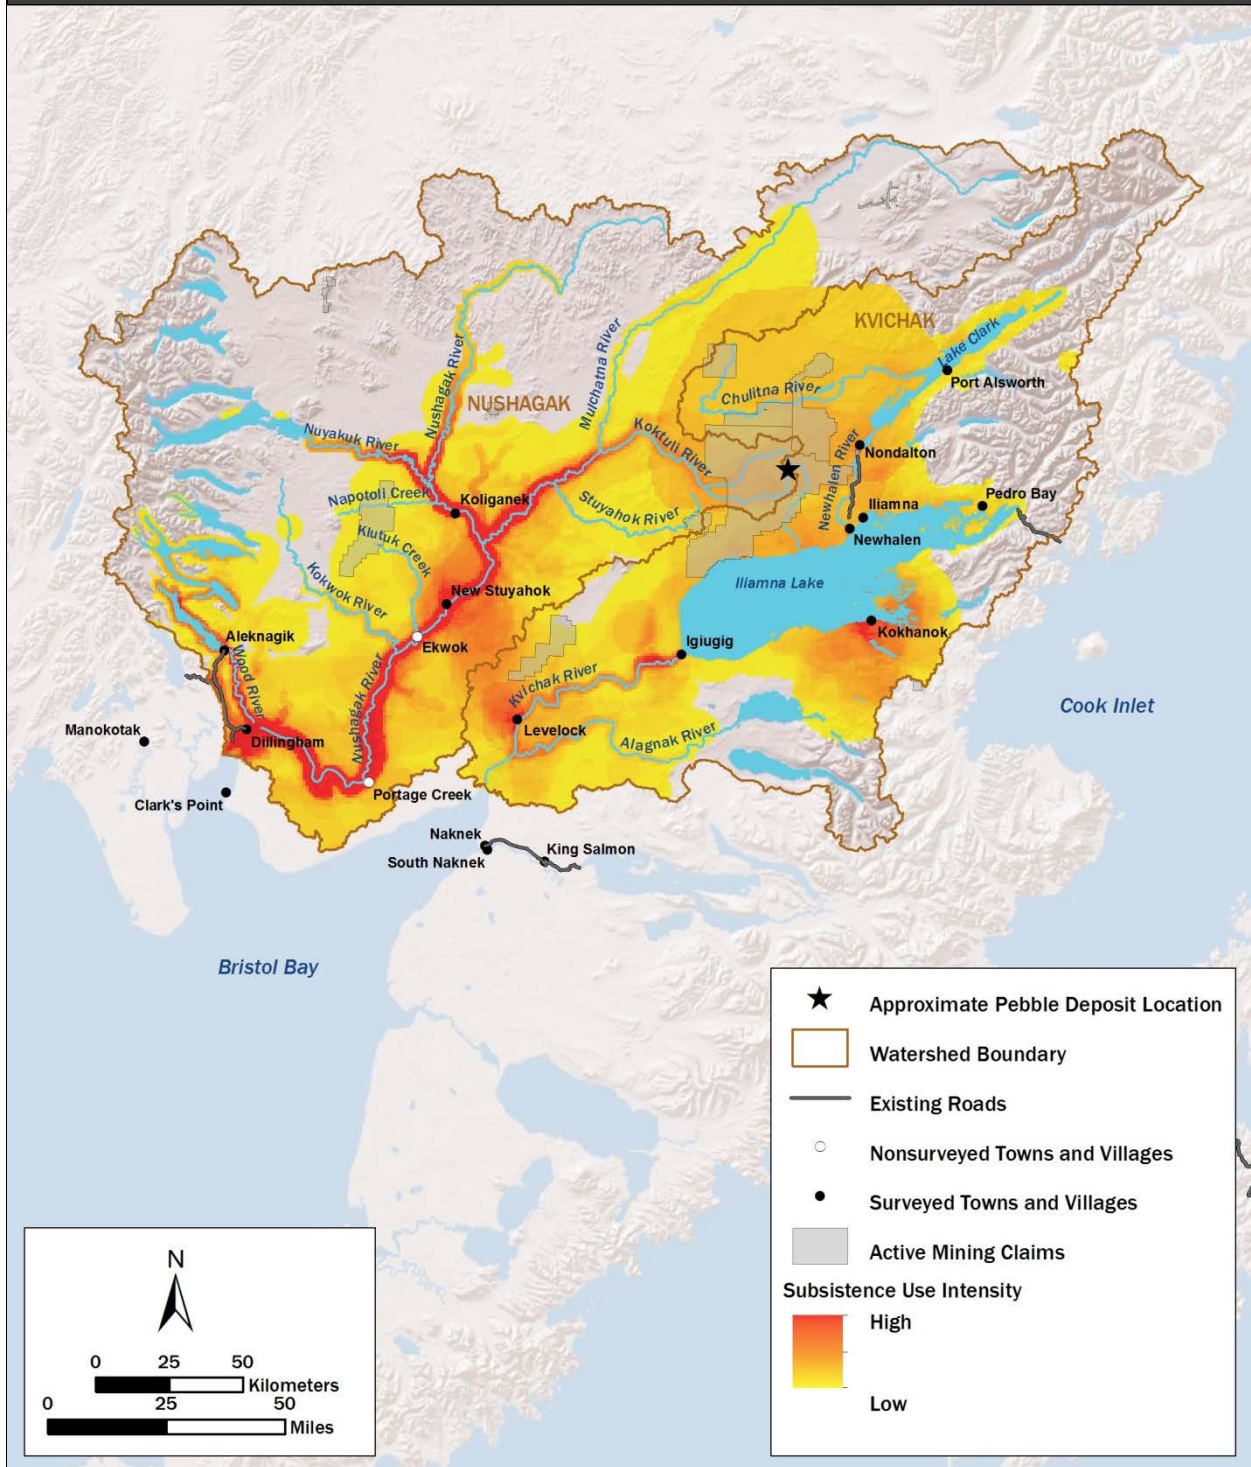 KVICHAK
Lake Clark
Port Alsworth
Chulitna River
Mulchatna River
Nushagak River
NUSHAGAK
Nuyakuk River
Koktuli River
Newhalen River
Nondalton
Napotoli Creek
Koliganek
Stuyahok River
Iliamna
Pedro Bay
Newhalen
Klutuk Creek
Kokwok River
New Stuyahok
Iliamna Lake
Aleknagik
Wood River
Ekwok
Igiugig
Kokhanok
Kvichak River
Nushagak River
Levelock
Alagnak River
Cook Inlet
Manokotak
Dillingham
Clark's Point
Portage Creek
Naknek
South Naknek
King Salmon
Bristol Bay
Approximate Pebble Deposit Location
Watershed Boundary
Existing Roads
Nonsurveyed Towns and Villages
Surveyed Towns and Villages
Active Mining Claims
Subsistence Use Intensity
High
Low
N
0 25 50
Kilometers
0 25 50
Miles